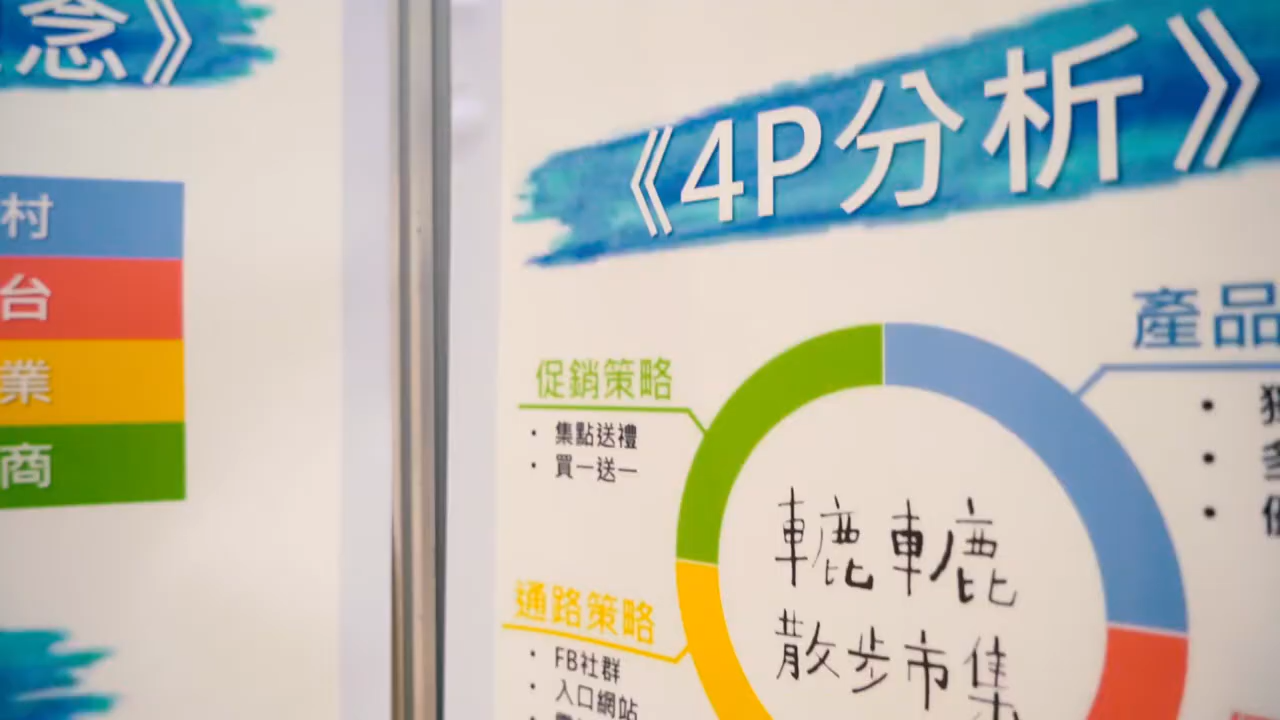 念》
村
台
業
商
《4P分析》
促銷策略
• 集點送禮
• 買一送一
產品
轆轆
散步市集
通路策略
• FB社群
• 入口網站